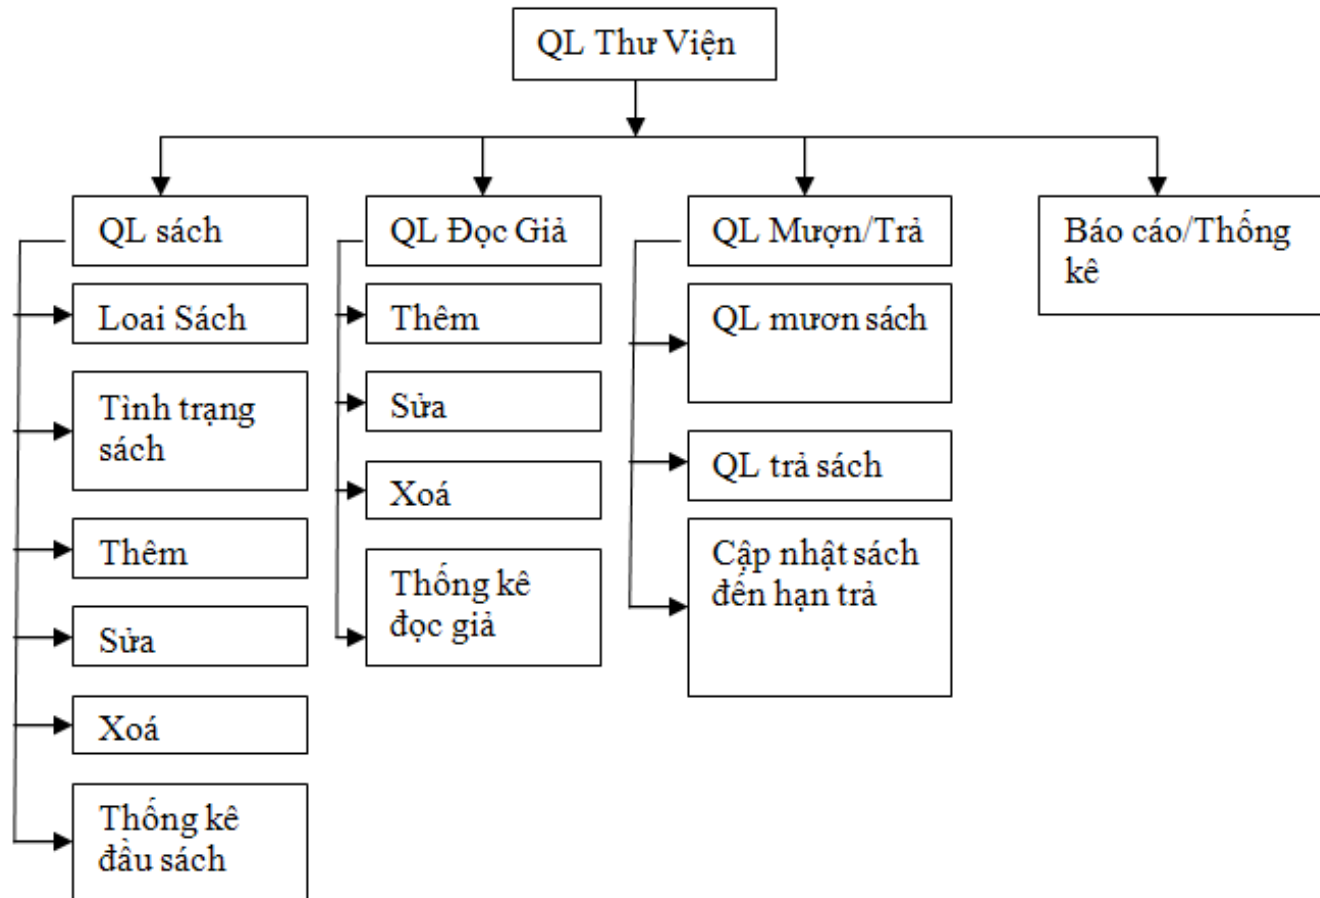 QL Thư Viện
QL sách
QL Đọc Giả
QL Mượn/Trả
Báo cáo/Thống
kê
Loai Sách
Tình trạng
sách
Thêm
Sửa
Xoá
Thống kê
đầu sách
Thêm
Sửa
Xoá
Thống kê
đọc giả
QL mươn sách
QL trả sách
Cập nhật sách
đến hạn trả